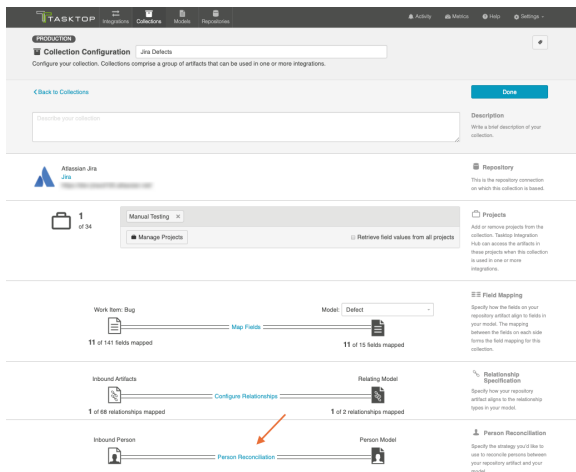 TASKTOP
Integrations
Collections
Models
Repositories
Activity
Metrics
Help
Settings
PRODUCTION
Collection Configuration
Jira Defects
Configure your collection. Collections comprise a group of artifacts that can be used in one or more integrations.
Back to Collections
Done
Describe your collection
Description
Write a brief description of your
collection.
Atlassian Jira
Jira
Repository
This is the repository connection
on which this collection is based.
1
of 34
Manual Testing ×
Manage Projects
Retrieve field values from all projects
Projects
Add or remove projects from the
collection. Tasktop Integration
Hub can access the artifacts in
these projects when this collection
is used in one or more
integrations.
Work Item: Bug
Model: Defect
Map Fields
11 of 141 fields mapped
11 of 15 fields mapped
Field Mapping
Specify how the fields on your
repository artifact align to fields in
your model. The mapping
between the fields on each side
forms the field mapping for this
collection.
Inbound Artifacts
Relating Model
Configure Relationships
1 of 68 relationships mapped
1 of 2 relationships mapped
Relationship
Specification
Specify how your repository
artifact aligns to the relationship
types in your model.
Inbound Person
Person Model
Person Reconciliation
Person Reconciliation
Specify the strategy you'd like to
use to reconcile persons between
your repository artifact and your
model.